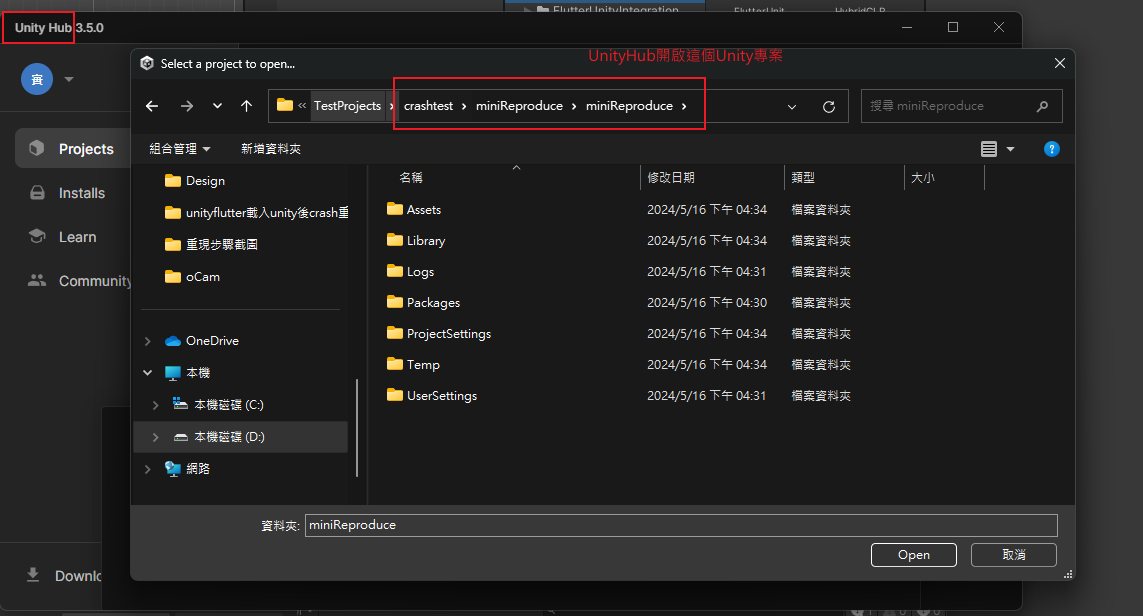 FlutterUnityIntegration
FlutterUnit
HybridCLR
Unity Hub 3.5.0
Select a project to open...
UnityHub開啟這個Unity專案
審
« TestProjects › crashtest › miniReproduce › miniReproduce ›
搜尋 miniReproduce
組合管理
新增資料夾
Projects
Installs
Learn
Community
Downlo
Design
unityflutter載入unity後crash重
重現步驟截圖
oCam
OneDrive
本機
本機磁碟 (C:)
本機磁碟 (D:)
網路
名稱 修改日期 類型 大小
Assets 2024/5/16 下午 04:34 檔案資料夾
Library 2024/5/16 下午 04:34 檔案資料夾
Logs 2024/5/16 下午 04:31 檔案資料夾
Packages 2024/5/16 下午 04:30 檔案資料夾
ProjectSettings 2024/5/16 下午 04:34 檔案資料夾
Temp 2024/5/16 下午 04:34 檔案資料夾
UserSettings 2024/5/16 下午 04:31 檔案資料夾
資料夾: miniReproduce
Open 取消